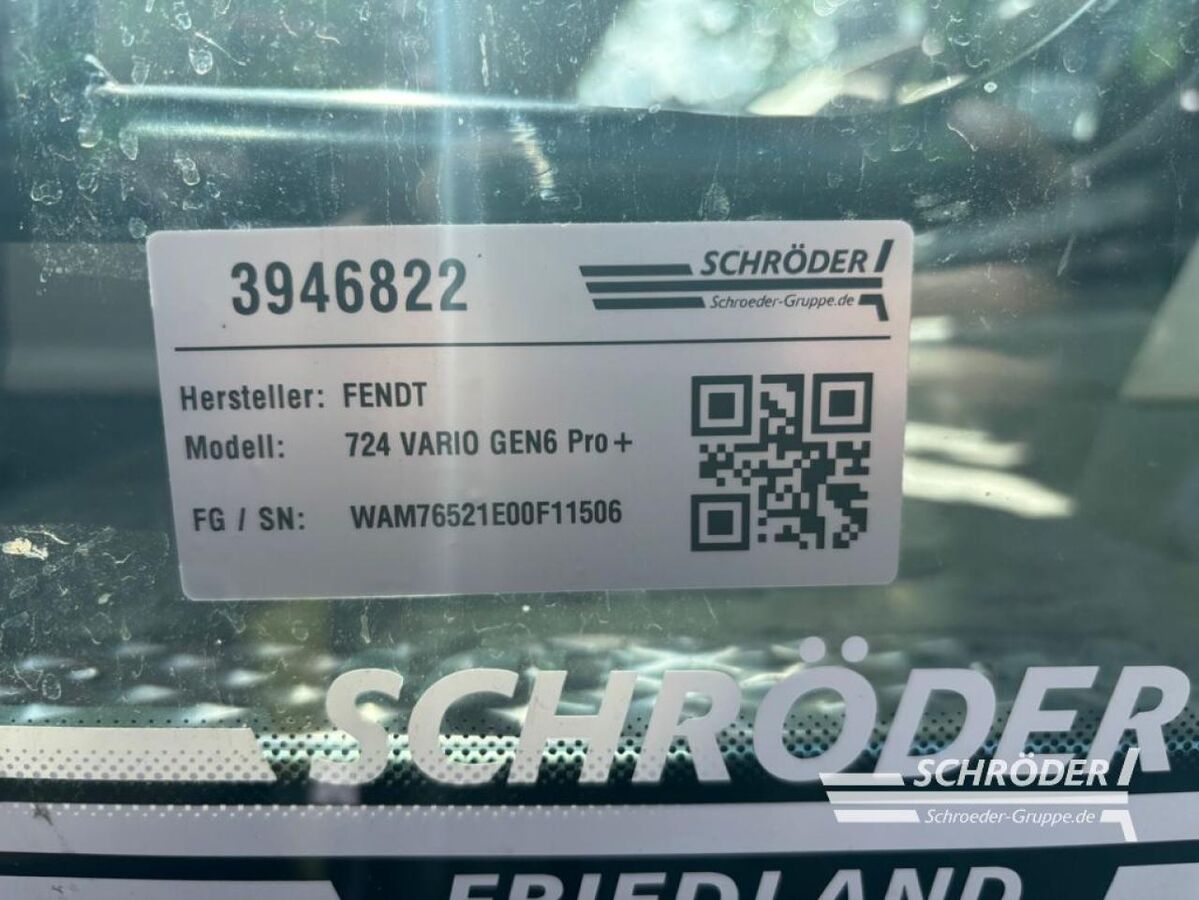 3946822
SCHRÖDER
Schroeder-Gruppe.de
Hersteller: FENDT
Modell: 724 VARIO GEN6 Pro+
FG / SN: WAM76521E00F11506
SCHRÖDER
SCHRÖDER
Schroeder-Gruppe.de
FRIEDLAND